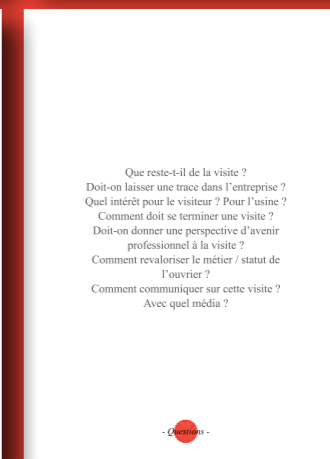 Que reste-t-il de la visite ?
Doit-on laisser une trace dans l'entreprise ?
Quel intérêt pour le visiteur ? Pour l'usine ?
Comment doit se terminer une visite ?
Doit-on donner une perspective d'avenir
professionnel à la visite ?
Comment revaloriser le métier / statut de
l'ouvrier ?
Comment communiquer sur cette visite ?
Avec quel média ?
- Questions -